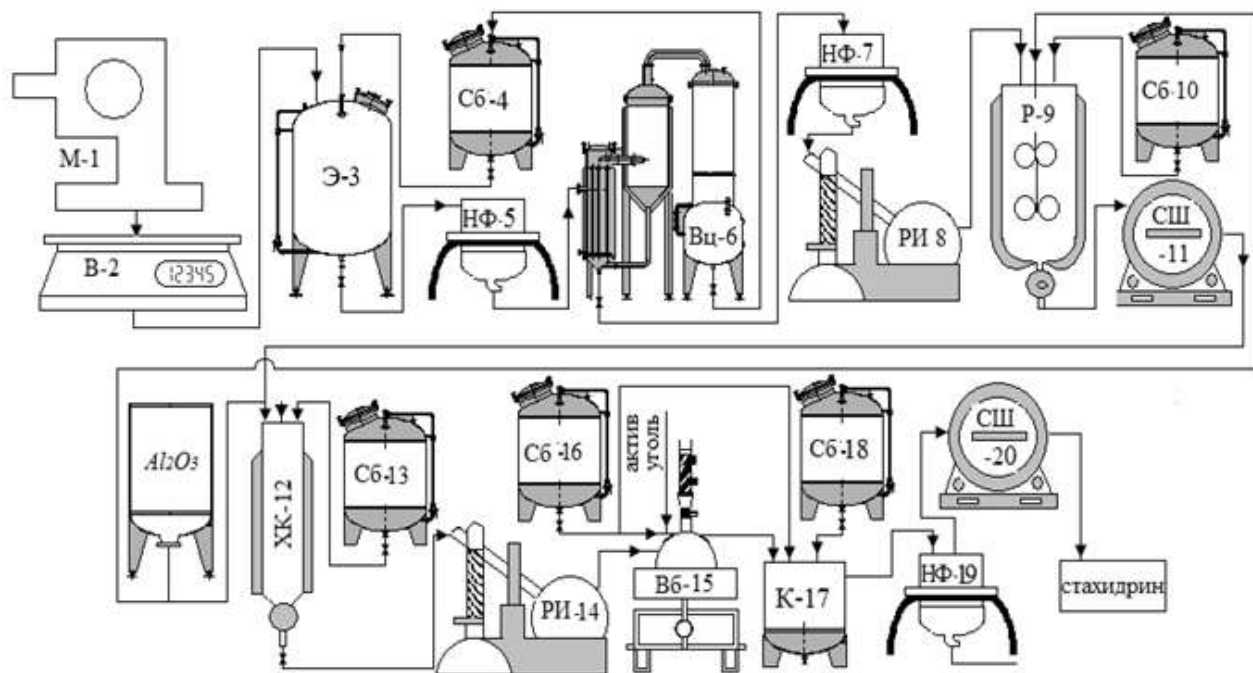 М-1
В-2
12345
Э-3
Сб-4
НФ-5
Вц-6
НФ-7
РИ 8
Р-9
Сб-10
СШ
-11
Al2O3
ХК-12
Сб-13
РИ-14
Сб-16
актив
уголь
Вб-15
К-17
Сб-18
НФ-19
СШ
-20
стахидрин